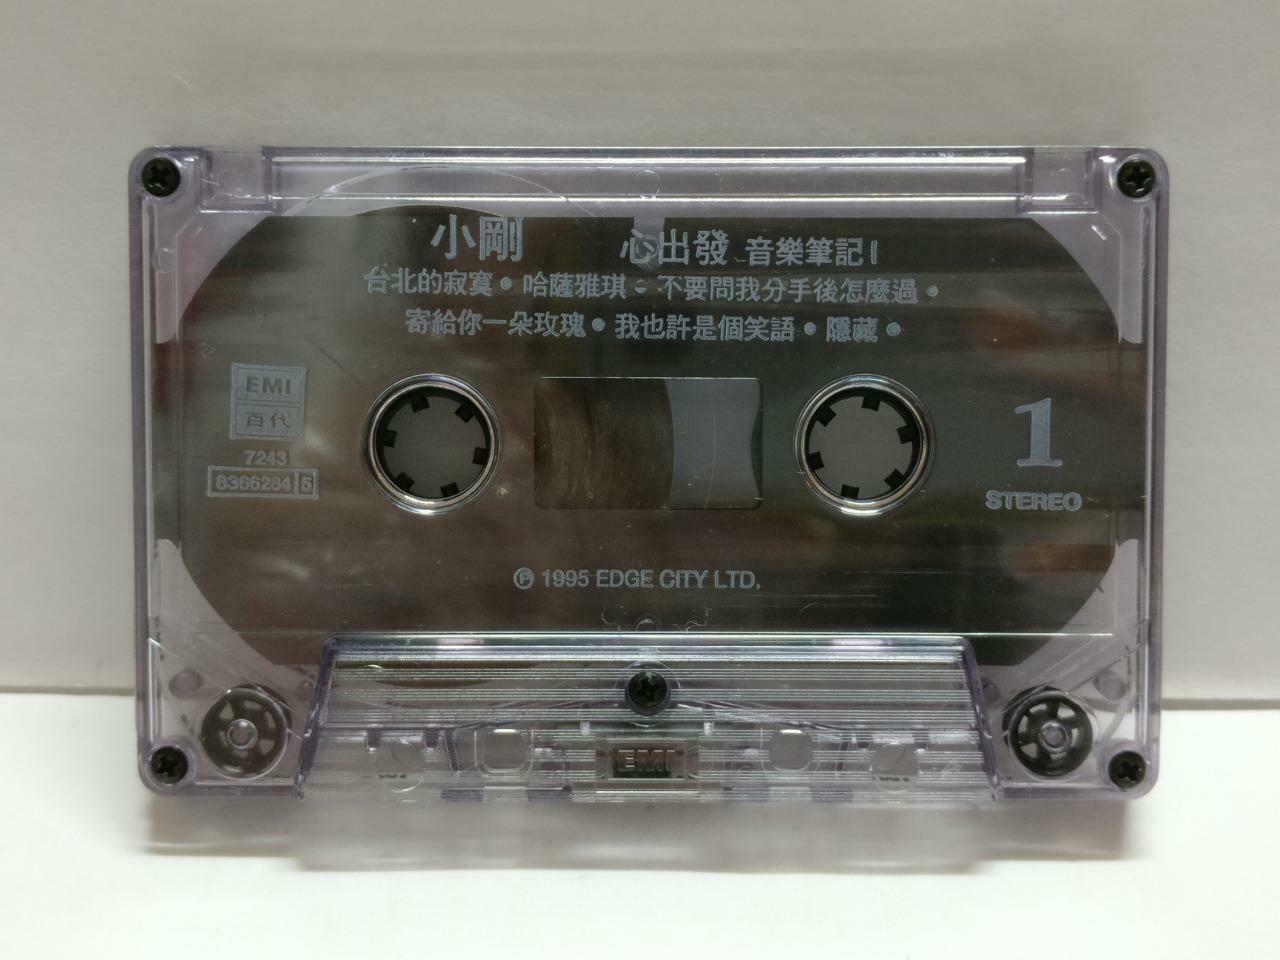 小剛 心出發 音樂筆記1
台北的寂寞•哈薩雅琪•不要問我分手後怎麼過•
寄給你一朵玫瑰•我也許是個笑語•隱藏•
EMI
百代
7243
8366284 5
1
STEREO
Ⓟ 1995 EDGE CITY LTD.
EMI